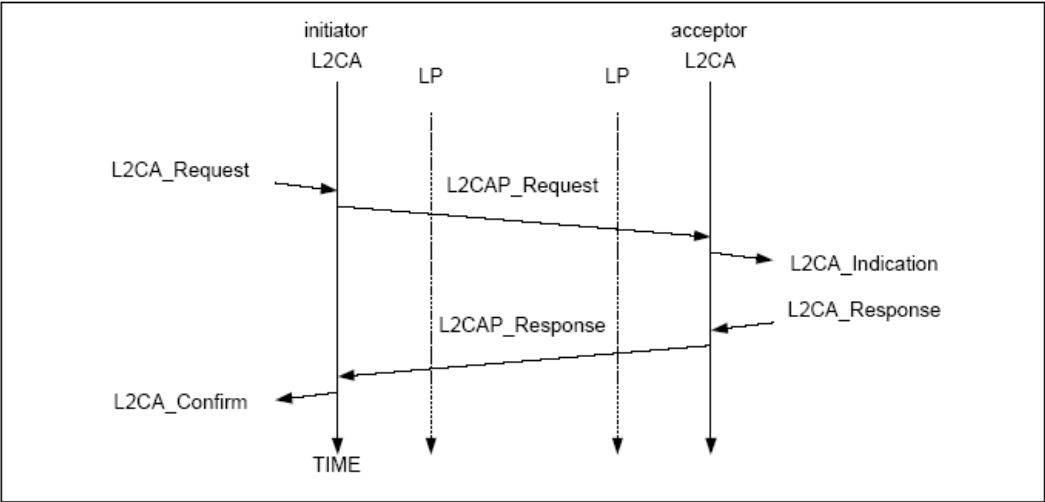 initiator
L2CA
LP
LP
acceptor
L2CA
L2CA_Request
L2CAP_Request
L2CA_Indication
L2CA_Response
L2CAP_Response
L2CA_Confirm
TIME